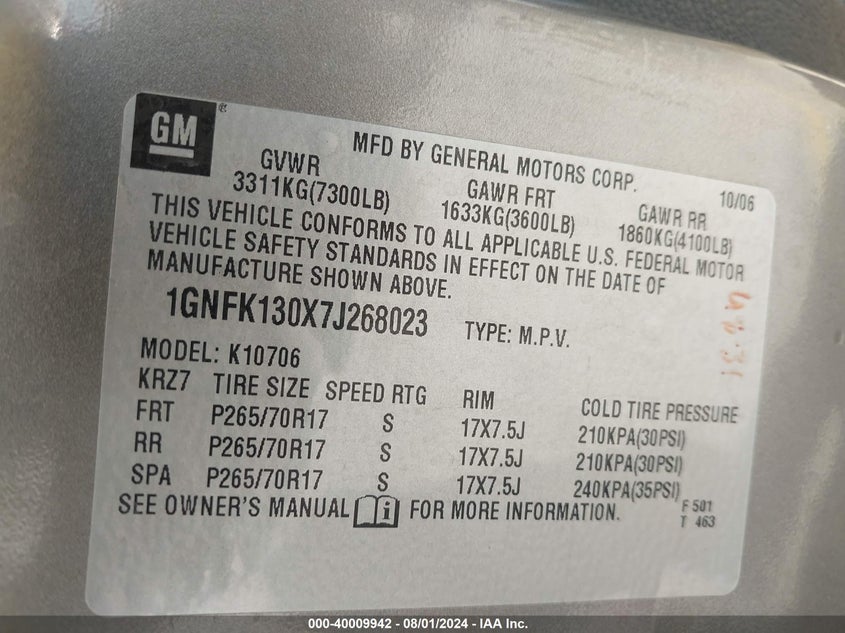 GM ®
MFD BY GENERAL MOTORS CORP. 10/06
GVWR GAWR FRT GAWR RR
3311KG(7300LB) 1633KG(3600LB) 1860KG(4100LB)
THIS VEHICLE CONFORMS TO ALL APPLICABLE U.S. FEDERAL MOTOR
VEHICLE SAFETY STANDARDS IN EFFECT ON THE DATE OF
MANUFACTURE SHOWN ABOVE.
1GNFK130X7J268023 TYPE: M.P.V.
MODEL: K10706
KRZ7 TIRE SIZE SPEED RTG RIM COLD TIRE PRESSURE
FRT P265/70R17 S 17X7.5J 210KPA(30PSI)
RR P265/70R17 S 17X7.5J 210KPA(30PSI)
SPA P265/70R17 S 17X7.5J 240KPA(35PSI)
SEE OWNER'S MANUAL i FOR MORE INFORMATION.
F 501
T 463
000-40009942 - 08/01/2024 - IAA Inc.